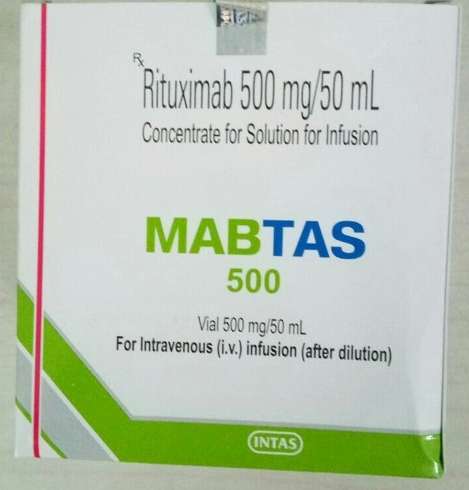 Rx
Rituximab 500 mg/50 mL
Concentrate for Solution for Infusion
MABTAS
500
Vial 500 mg/50 mL
For Intravenous (i.v.) infusion (after dilution)
INTAS